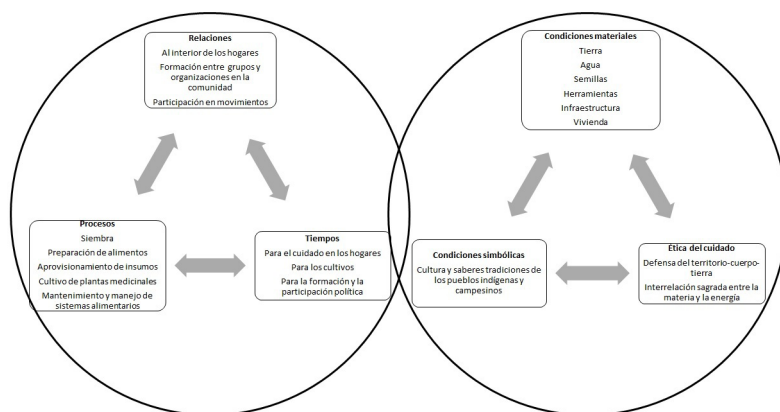 Relaciones
Al interior de los hogares
Formación entre grupos y
organizaciones en la
comunidad
Participación en movimientos
Condiciones materiales
Tierra
Agua
Semillas
Herramientas
Infraestructura
Vivienda
Procesos
Siembra
Preparación de alimentos
Aprovisionamiento de insumos
Cultivo de plantas medicinales
Mantenimiento y manejo de
sistemas alimentarios
Tiempos
Para el cuidado en los hogares
Para los cultivos
Para la formación y la
participación política
Condiciones simbólicas
Cultura y saberes tradiciones de
los pueblos indígenas y
campesinos
Ética del cuidado
Defensa del territorio-cuerpo-
tierra
Interrelación sagrada entre la
materia y la energía